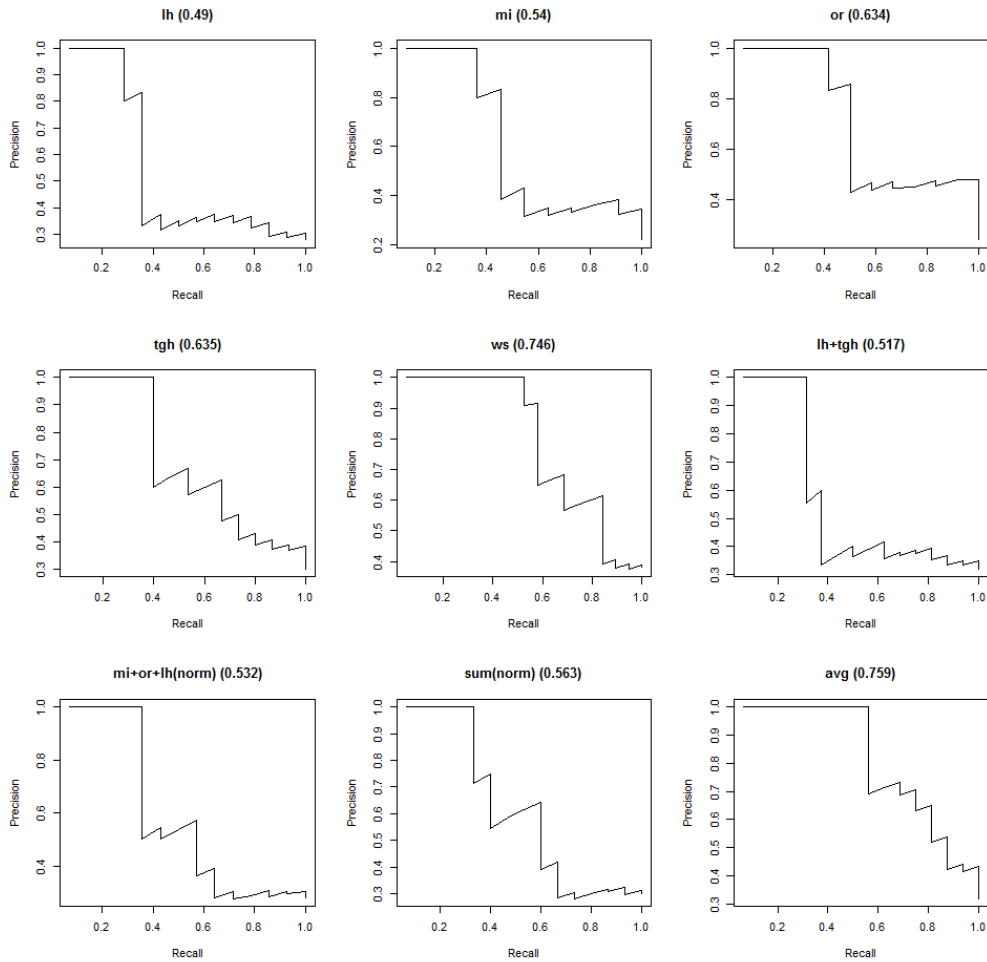 lh (0.49)
Precision
0.3 0.4 0.5 0.6 0.7 0.8 0.9 1.0
0.2 0.4 0.6 0.8 1.0
Recall
mi (0.54)
Precision
0.2 0.4 0.6 0.8 1.0
0.2 0.4 0.6 0.8 1.0
Recall
or (0.634)
Precision
0.4 0.6 0.8 1.0
0.2 0.4 0.6 0.8 1.0
Recall
tgh (0.635)
Precision
0.3 0.4 0.5 0.6 0.7 0.8 0.9 1.0
0.2 0.4 0.6 0.8 1.0
Recall
ws (0.746)
Precision
0.4 0.5 0.6 0.7 0.8 0.9 1.0
0.2 0.4 0.6 0.8 1.0
Recall
lh+tgh (0.517)
Precision
0.3 0.4 0.5 0.6 0.7 0.8 0.9 1.0
0.2 0.4 0.6 0.8 1.0
Recall
mi+or+lh(norm) (0.532)
Precision
0.4 0.6 0.8 1.0
0.2 0.4 0.6 0.8 1.0
Recall
sum(norm) (0.563)
Precision
0.3 0.4 0.5 0.6 0.7 0.8 0.9 1.0
0.2 0.4 0.6 0.8 1.0
Recall
avg (0.759)
Precision
0.3 0.4 0.5 0.6 0.7 0.8 0.9 1.0
0.2 0.4 0.6 0.8 1.0
Recall